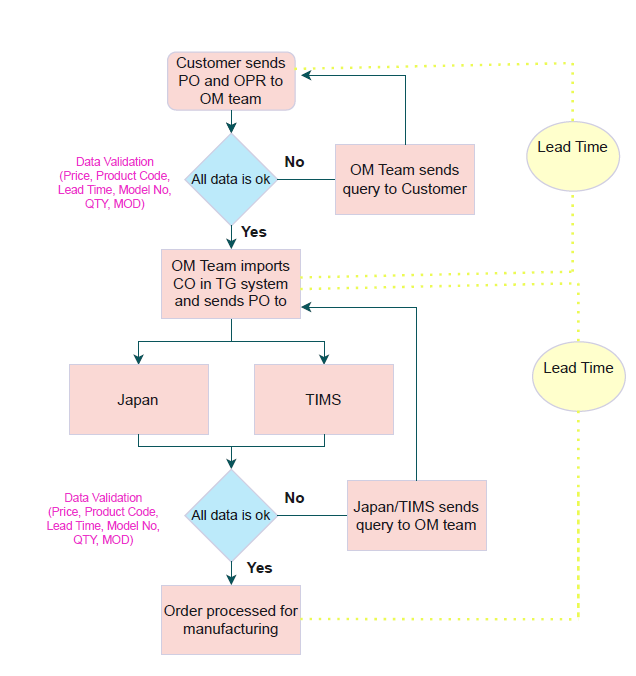 Customer sends
PO and OPR to
OM team
Lead Time
Data Validation
(Price, Product Code,
Lead Time, Model No,
QTY, MOD)
All data is ok
No
OM Team sends
query to Customer
Yes
OM Team imports
CO in TG system
and sends PO to
Lead Time
Japan
TIMS
Data Validation
(Price, Product Code,
Lead Time, Model No,
QTY, MOD)
All data is ok
No
Japan/TIMS sends
query to OM team
Yes
Order processed for
manufacturing